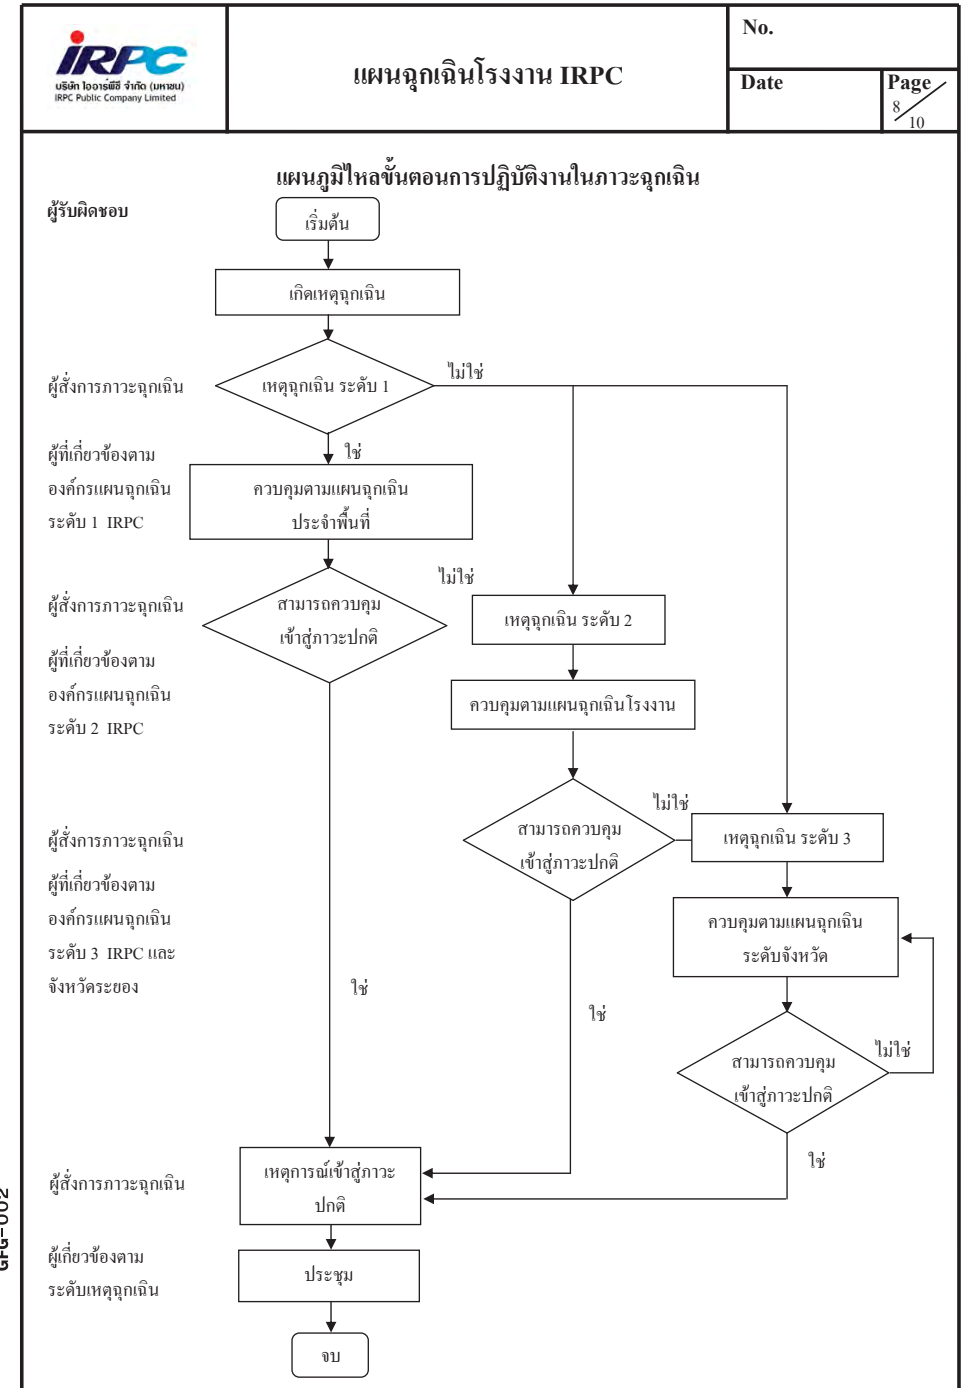 IRPC
บริษัท ไออาร์พีซี จำกัด (มหาชน)
IRPC Public Company Limited
แผนฉุกเฉินโรงงาน IRPC
No.
Date
Page
8
10
แผนภูมิไหลขั้นตอนการปฏิบัติงานในภาวะฉุกเฉิน
ผู้รับผิดชอบ
เริ่มต้น
เกิดเหตุฉุกเฉิน
ผู้สั่งการภาวะฉุกเฉิน
เหตุฉุกเฉิน ระดับ 1
ไม่ใช่
ใช่
ผู้ที่เกี่ยวข้องตาม
องค์กรแผนฉุกเฉิน
ระดับ 1 IRPC
ควบคุมตามแผนฉุกเฉิน
ประจำพื้นที่
ไม่ใช่
ผู้สั่งการภาวะฉุกเฉิน
สามารถควบคุม
เข้าสู่ภาวะปกติ
เหตุฉุกเฉิน ระดับ 2
ผู้ที่เกี่ยวข้องตาม
องค์กรแผนฉุกเฉิน
ระดับ 2 IRPC
ควบคุมตามแผนฉุกเฉินโรงงาน
ไม่ใช่
ผู้สั่งการภาวะฉุกเฉิน
สามารถควบคุม
เข้าสู่ภาวะปกติ
เหตุฉุกเฉิน ระดับ 3
ผู้ที่เกี่ยวข้องตาม
องค์กรแผนฉุกเฉิน
ระดับ 3 IRPC และ
จังหวัดระยอง
ควบคุมตามแผนฉุกเฉิน
ระดับจังหวัด
ใช่
ใช่
สามารถควบคุม
เข้าสู่ภาวะปกติ
ไม่ใช่
ใช่
ผู้สั่งการภาวะฉุกเฉิน
เหตุการณ์เข้าสู่ภาวะ
ปกติ
ผู้เกี่ยวข้องตาม
ระดับเหตุฉุกเฉิน
ประชุม
จบ
GFG-002